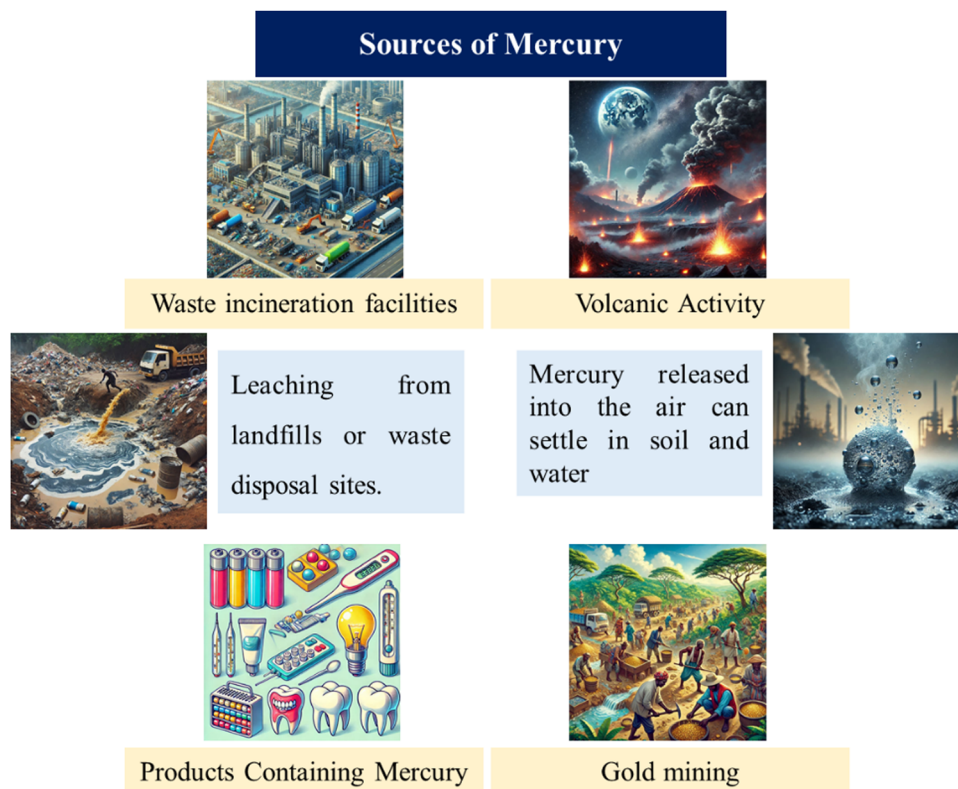 Sources of Mercury
Waste incineration facilities
Volcanic Activity
Leaching from
landfills or waste
disposal sites.
Mercury released
into the air can
settle in soil and
water
Products Containing Mercury
Gold mining